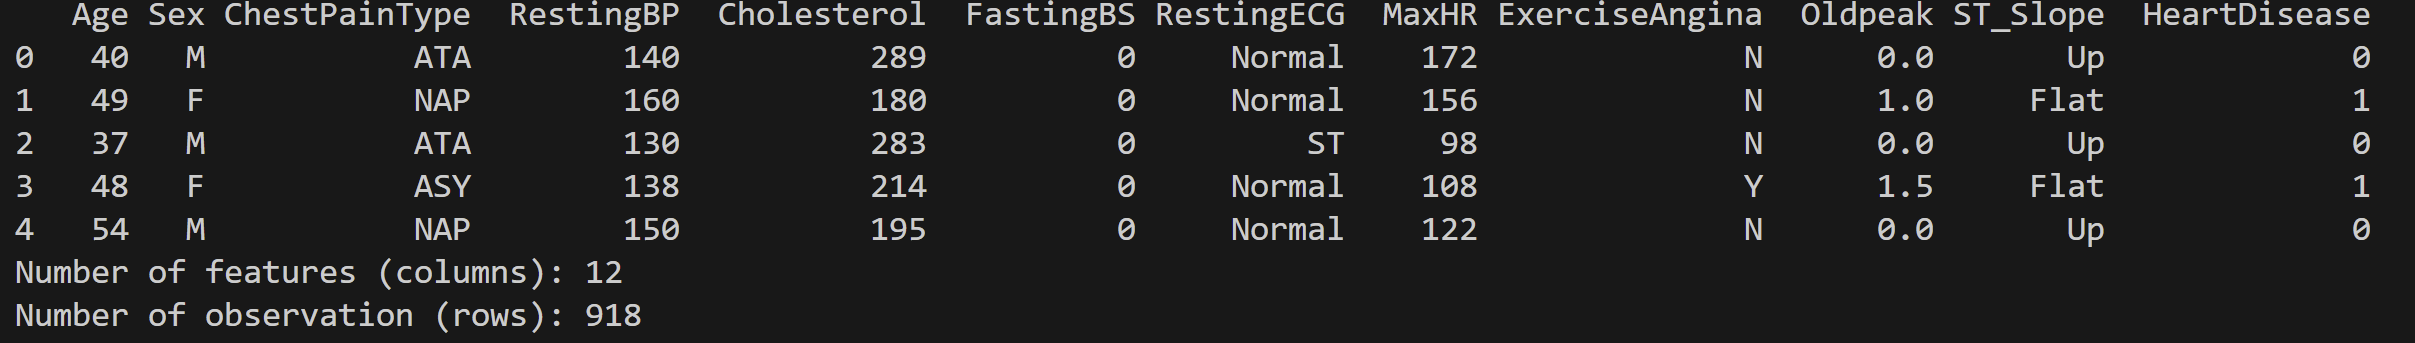 Age Sex ChestPainType RestingBP Cholesterol FastingBS RestingECG MaxHR ExerciseAngina Oldpeak ST_Slope HeartDisease
0 40 M ATA 140 289 0 Normal 172 N 0.0 Up 0
1 49 F NAP 160 180 0 Normal 156 N 1.0 Flat 1
2 37 M ATA 130 283 0 ST 98 N 0.0 Up 0
3 48 F ASY 138 214 0 Normal 108 Y 1.5 Flat 1
4 54 M NAP 150 195 0 Normal 122 N 0.0 Up 0
Number of features (columns): 12
Number of observation (rows): 918